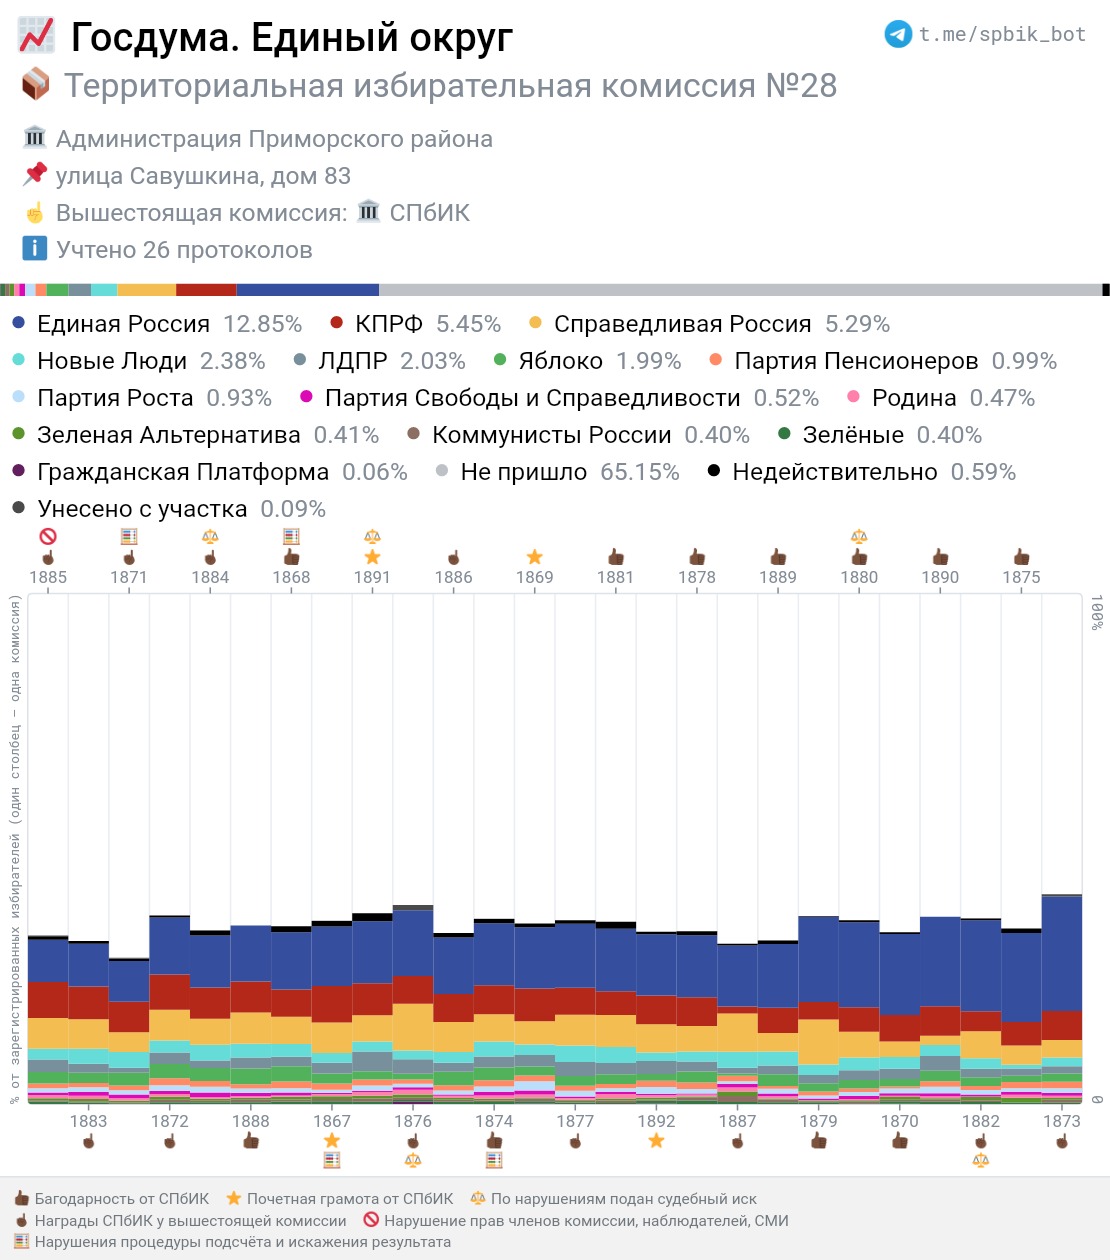 Госдума. Единый округ
t.me/spbik_bot
Территориальная избирательная комиссия №28
Администрация Приморского района
улица Савушкина, дом 83
Вышестоящая комиссия: СПбИК
Учтено 26 протоколов
Единая Россия 12.85% КПРФ 5.45% Справедливая Россия 5.29%
Новые Люди 2.38% ЛДПР 2.03% Яблоко 1.99% Партия Пенсионеров 0.99%
Партия Роста 0.93% Партия Свободы и Справедливости 0.52% Родина 0.47%
Зеленая Альтернатива 0.41% Коммунисты России 0.40% Зелёные 0.40%
Гражданская Платформа 0.06% Не пришло 65.15% Недействительно 0.59%
Унесено с участка 0.09%
1885 1871 1884 1868 1891 1886 1869 1881 1878 1889 1880 1890 1875
% от зарегистрированных избирателей (один столбец — одна комиссия)
100%
0
1883 1872 1888 1867 1876 1874 1877 1892 1887 1879 1870 1882 1873
Багодарность от СПбИК Почетная грамота от СПбИК По нарушениям подан судебный иск
Награды СПбИК у вышестоящей комиссии Нарушение прав членов комиссии, наблюдателей, СМИ
Нарушения процедуры подсчёта и искажения результата